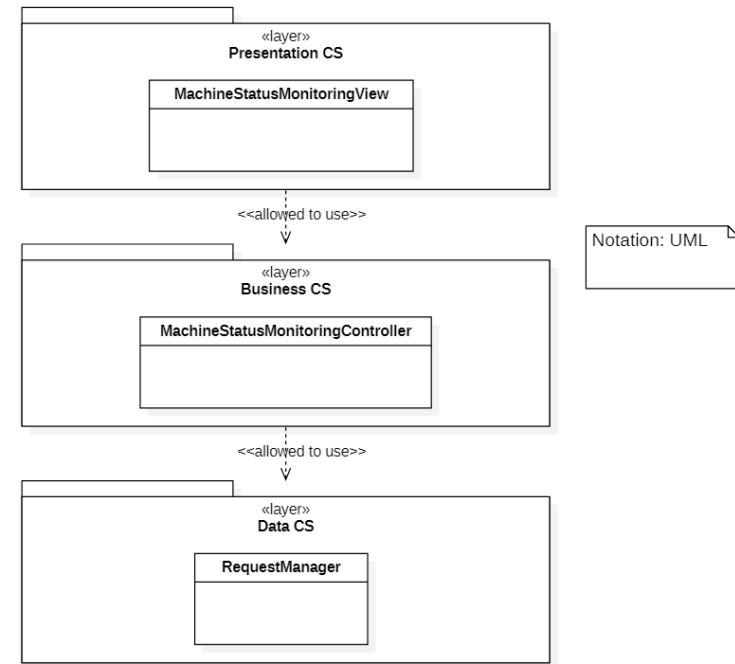 «layer»
Presentation CS
MachineStatusMonitoringView
<<allowed to use>>
Notation: UML
«layer»
Business CS
MachineStatusMonitoringController
<<allowed to use>>
«layer»
Data CS
RequestManager